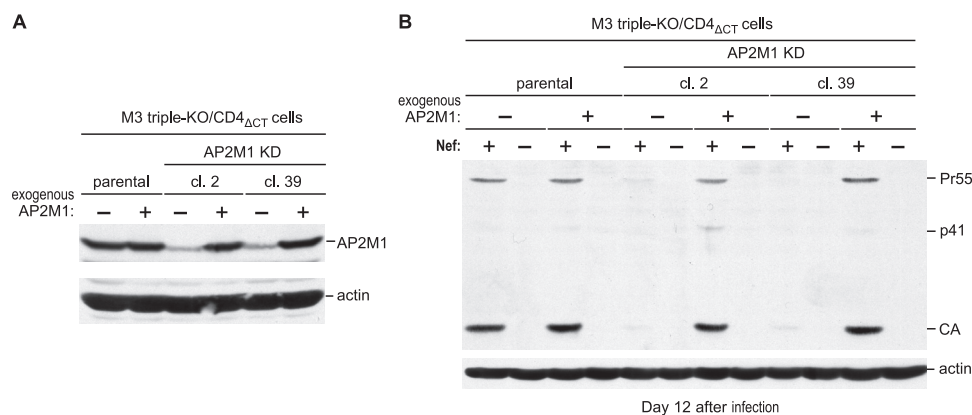 A
M3 triple-KO/CD4ΔCT cells
AP2M1 KD
parental cl. 2 cl. 39
exogenous
AP2M1: − + − + − +
AP2M1
actin
B
M3 triple-KO/CD4ΔCT cells
AP2M1 KD
parental cl. 2 cl. 39
exogenous
AP2M1: − + − + − +
Nef: + − + − + − + − + − + −
Pr55
p41
CA
actin
Day 12 after infection